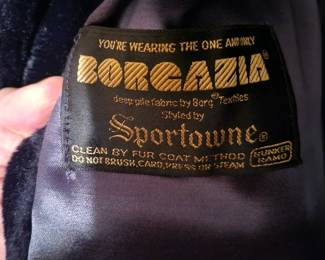 YOU'RE WEARING THE ONE AND ONLY
BORGAZIA®
deep pile fabric by Borg® Textiles
Styled by
Sportowne®
CLEAN BY FUR COAT METHOD
DO NOT BRUSH, CARD, PRESS OR STEAM
BUNKER
RAMO